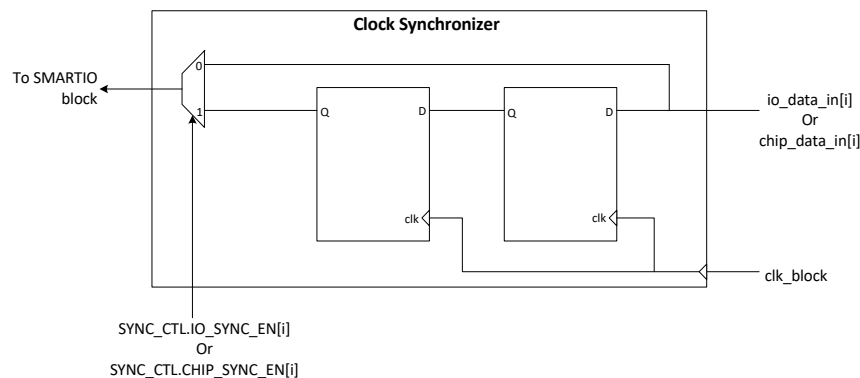 Clock Synchronizer
0
To SMARTIO
block
1
Q
D
Q
D
io_data_in[i]
Or
chip_data_in[i]
clk
clk
clk_block
SYNC_CTL.IO_SYNC_EN[i]
Or
SYNC_CTL.CHIP_SYNC_EN[i]